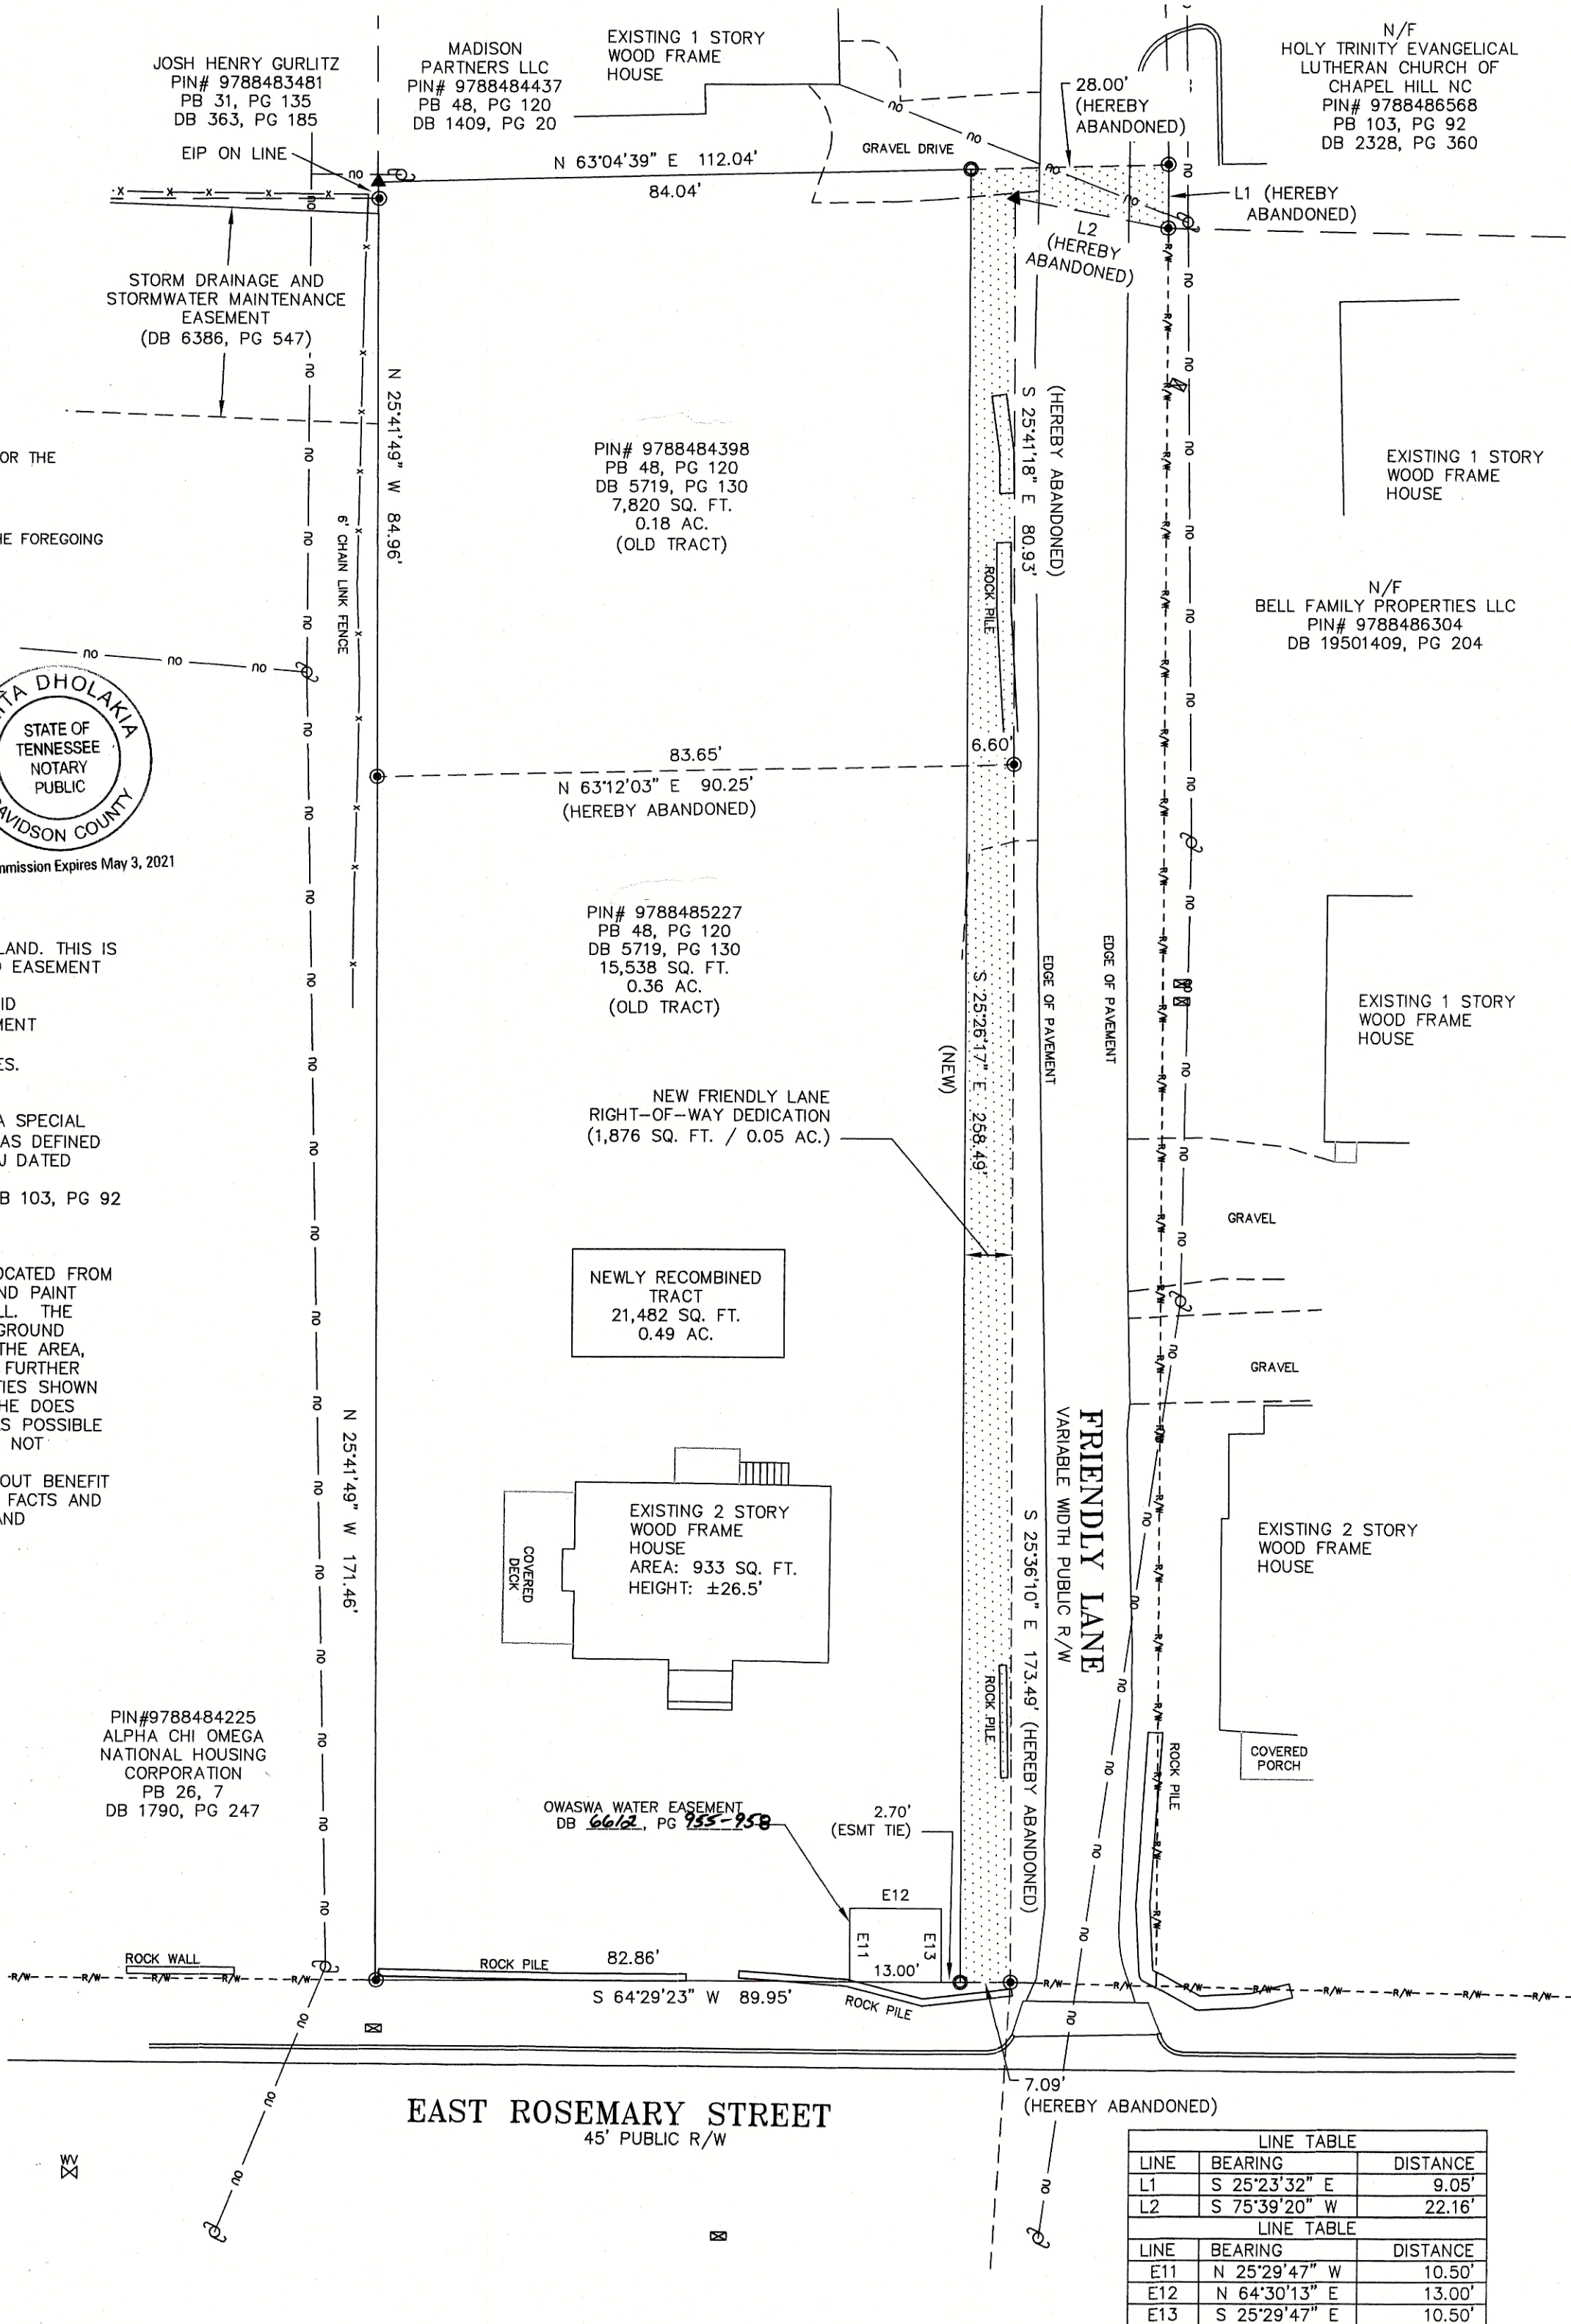 JOSH HENRY GURLITZ
PIN# 9788483481
PB 31, PG 135
DB 363, PG 185
EIP ON LINE
MADISON
PARTNERS LLC
PIN# 9788484437
PB 48, PG 120
DB 1409, PG 20
EXISTING 1 STORY
WOOD FRAME
HOUSE
28.00'
(HEREBY
ABANDONED)
N/F
HOLY TRINITY EVANGELICAL
LUTHERAN CHURCH OF
CHAPEL HILL NC
PIN# 9788486568
PB 103, PG 92
DB 2328, PG 360
N 63°04'39" E 112.04'
84.04'
GRAVEL DRIVE
L1 (HEREBY
ABANDONED)
L2
(HEREBY
ABANDONED)
STORM DRAINAGE AND
STORMWATER MAINTENANCE
EASEMENT
(DB 6386, PG 547)
N 25°41'49" W 84.96'
6' CHAIN LINK FENCE
PIN# 9788484398
PB 48, PG 120
DB 5719, PG 130
7,820 SQ. FT.
0.18 AC.
(OLD TRACT)
S 25°41'18" E 80.93'
(HEREBY ABANDONED)
ROCK PILE
EXISTING 1 STORY
WOOD FRAME
HOUSE
OR THE
HE FOREGOING
N/F
BELL FAMILY PROPERTIES LLC
PIN# 9788486304
DB 19501409, PG 204
TA DHOLAKIA
STATE OF
TENNESSEE
NOTARY
PUBLIC
AVIDSON COUNTY
mmission Expires May 3, 2021
83.65'
6.60'
N 63°12'03" E 90.25'
(HEREBY ABANDONED)
PIN# 9788485227
PB 48, PG 120
DB 5719, PG 130
15,538 SQ. FT.
0.36 AC.
(OLD TRACT)
S 25°26'17" E 258.49'
(NEW)
EDGE OF PAVEMENT
EDGE OF PAVEMENT
EXISTING 1 STORY
WOOD FRAME
HOUSE
LAND. THIS IS
EASEMENT
ID
MENT
ES.
A SPECIAL
AS DEFINED
J DATED
B 103, PG 92
NEW FRIENDLY LANE
RIGHT-OF-WAY DEDICATION
(1,876 SQ. FT. / 0.05 AC.)
GRAVEL
GRAVEL
OCATED FROM
ND PAINT
LL. THE
GROUND
THE AREA,
FURTHER
TIES SHOWN
HE DOES
S POSSIBLE
NOT
OUT BENEFIT
FACTS AND
AND
NEWLY RECOMBINED
TRACT
21,482 SQ. FT.
0.49 AC.
N 25°41'49" W 171.46'
COVERED
DECK
EXISTING 2 STORY
WOOD FRAME
HOUSE
AREA: 933 SQ. FT.
HEIGHT: ±26.5'
S 25°36'10" E 173.49' (HEREBY ABANDONED)
FRIENDLY LANE
VARIABLE WIDTH PUBLIC R/W
EXISTING 2 STORY
WOOD FRAME
HOUSE
ROCK PILE
ROCK PILE
COVERED
PORCH
PIN#9788484225
ALPHA CHI OMEGA
NATIONAL HOUSING
CORPORATION
PB 26, 7
DB 1790, PG 247
OWASWA WATER EASEMENT
DB 6612, PG 955-958
2.70'
(ESMT TIE)
E12
E11
E13
13.00'
ROCK WALL
ROCK PILE
82.86'
S 64°29'23" W 89.95'
ROCK PILE
7.09'
(HEREBY ABANDONED)
EAST ROSEMARY STREET
45' PUBLIC R/W
WV
LINE TABLE
LINE BEARING DISTANCE
L1 S 25°23'32" E 9.05'
L2 S 75°39'20" W 22.16'
LINE TABLE
LINE BEARING DISTANCE
E11 N 25°29'47" W 10.50'
E12 N 64°30'13" E 13.00'
E13 S 25°29'47" E 10.50'